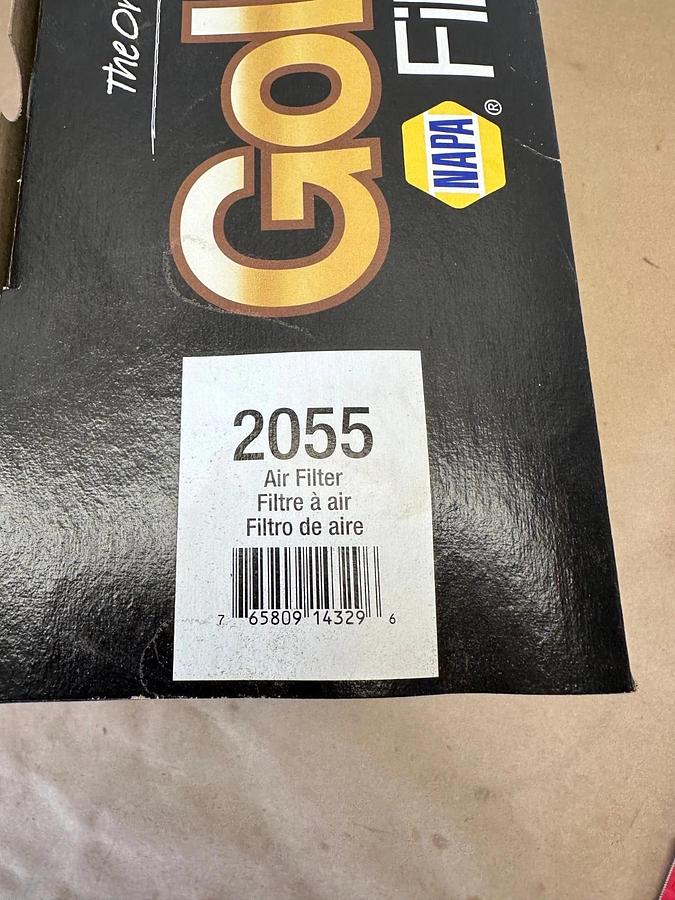 The Or
Gol
Fil
NAPA ®
2055
Air Filter
Filtre à air
Filtro de aire
7 65809 14329 6